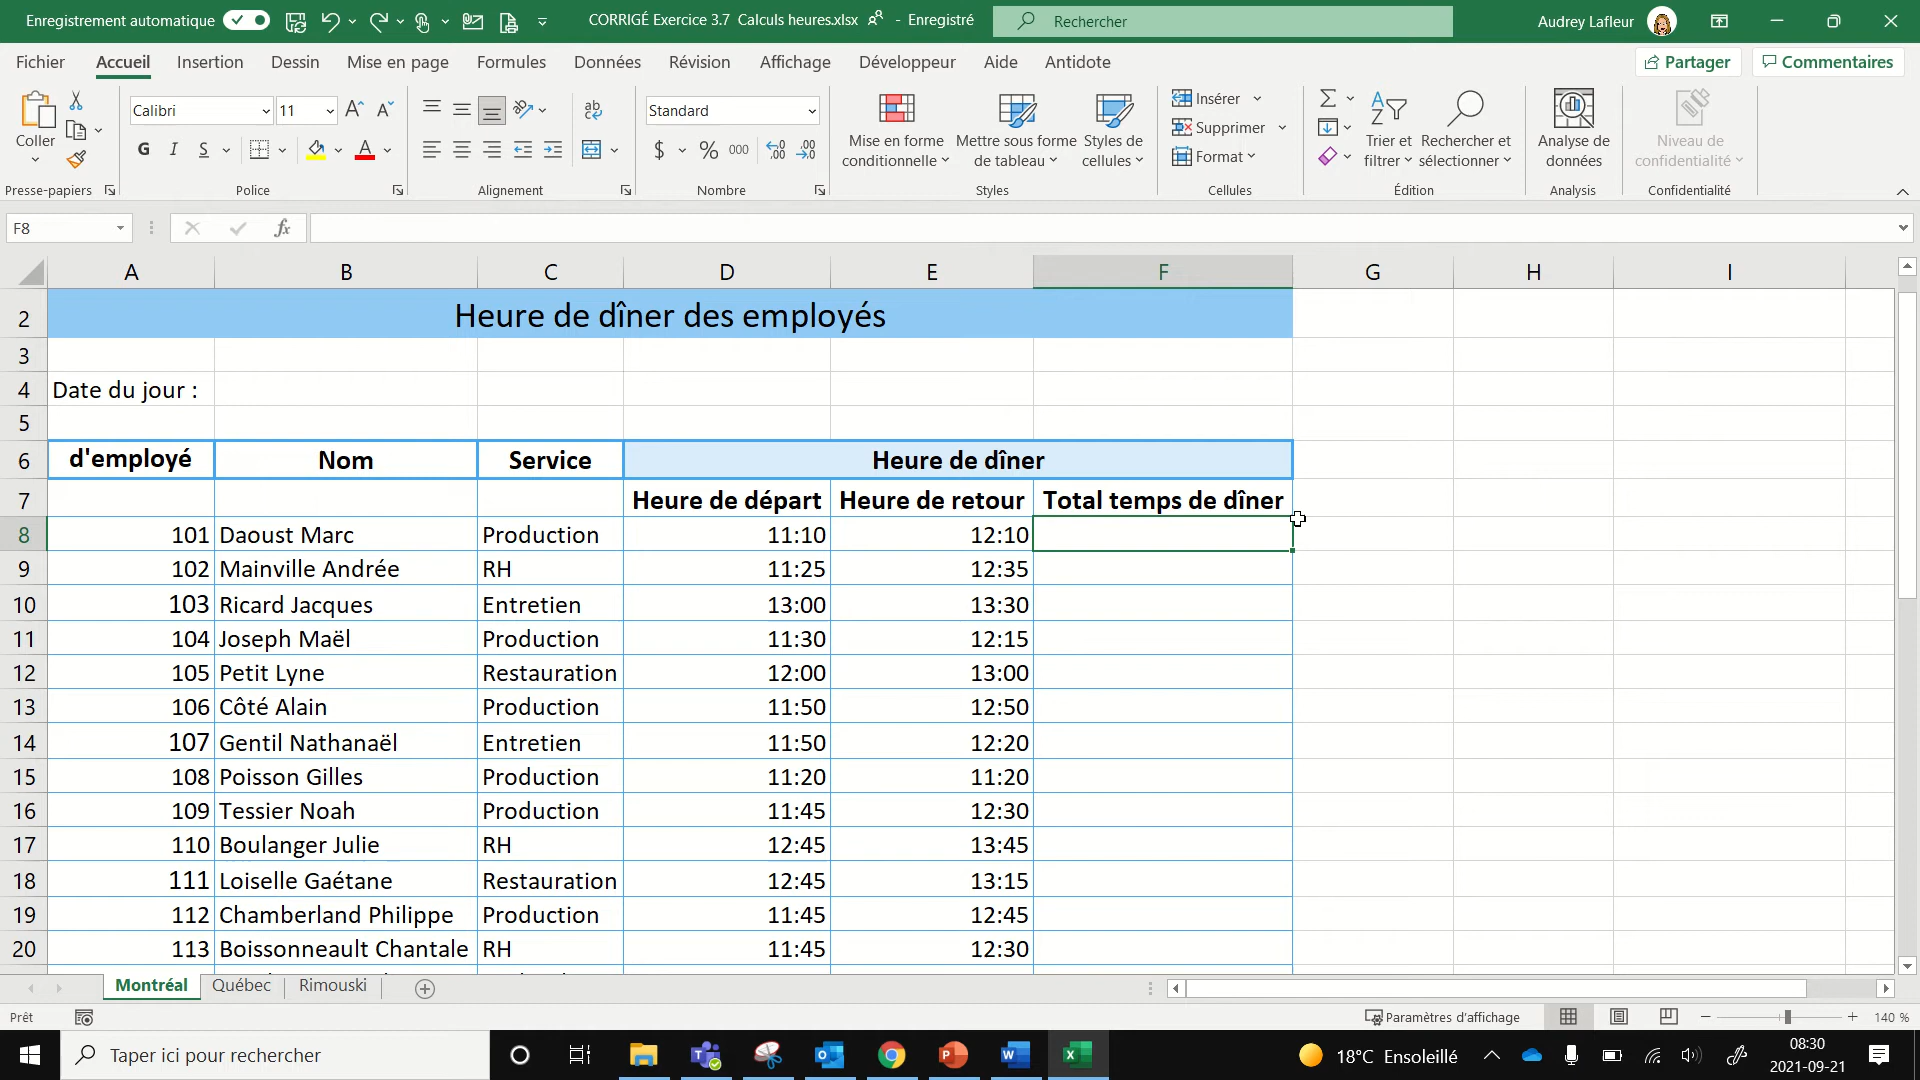 Enregistrement automatique CORRIGÉ Exercice 3.7 Calculs heures.xlsx - Enregistré Rechercher Audrey Lafleur
Fichier Accueil Insertion Dessin Mise en page Formules Données Révision Affichage Développeur Aide Antidote Partager Commentaires
Coller Calibri 11 Standard Mise en forme conditionnelle Mettre sous forme de tableau Styles de cellules Insérer Supprimer Format Trier et filtrer Rechercher et sélectionner Analyse de données Niveau de confidentialité
G I S $ % 000
Presse-papiers Police Alignement Nombre Styles Cellules Édition Analysis Confidentialité
F8 fx
A B C D E F G H I
2 Heure de dîner des employés
3
4 Date du jour :
5
6 d'employé Nom Service Heure de dîner
7 Heure de départ Heure de retour Total temps de dîner
8 101 Daoust Marc Production 11:10 12:10
9 102 Mainville Andrée RH 11:25 12:35
10 103 Ricard Jacques Entretien 13:00 13:30
11 104 Joseph Maël Production 11:30 12:15
12 105 Petit Lyne Restauration 12:00 13:00
13 106 Côté Alain Production 11:50 12:50
14 107 Gentil Nathanaël Entretien 11:50 12:20
15 108 Poisson Gilles Production 11:20 11:20
16 109 Tessier Noah Production 11:45 12:30
17 110 Boulanger Julie RH 12:45 13:45
18 111 Loiselle Gaétane Restauration 12:45 13:15
19 112 Chamberland Philippe Production 11:45 12:45
20 113 Boissonneault Chantale RH 11:45 12:30
Montréal Québec Rimouski
Prêt Paramètres d'affichage 140 %
Taper ici pour rechercher 18°C Ensoleillé 08:30
2021-09-21